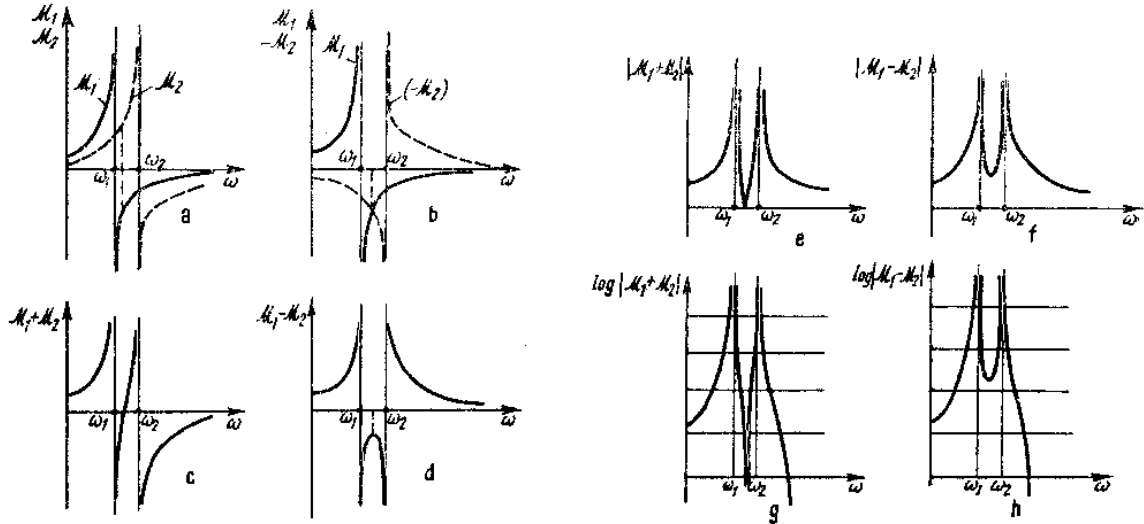 ℳ₁
ℳ₂
ℳ₁
ℳ₂
ω₁
ω₂
ω
a
ℳ₁
-ℳ₂
ℳ₁
(-ℳ₂)
ω₁
ω₂
ω
b
ℳ₁+ℳ₂
ω₁
ω₂
ω
c
ℳ₁-ℳ₂
ω₁
ω₂
ω
d
|ℳ₁+ℳ₂|
ω₁
ω₂
ω
e
|ℳ₁-ℳ₂|
ω₁
ω₂
ω
f
log|ℳ₁+ℳ₂|
ω₁
ω₂
ω
g
log|ℳ₁-ℳ₂|
ω₁
ω₂
ω
h